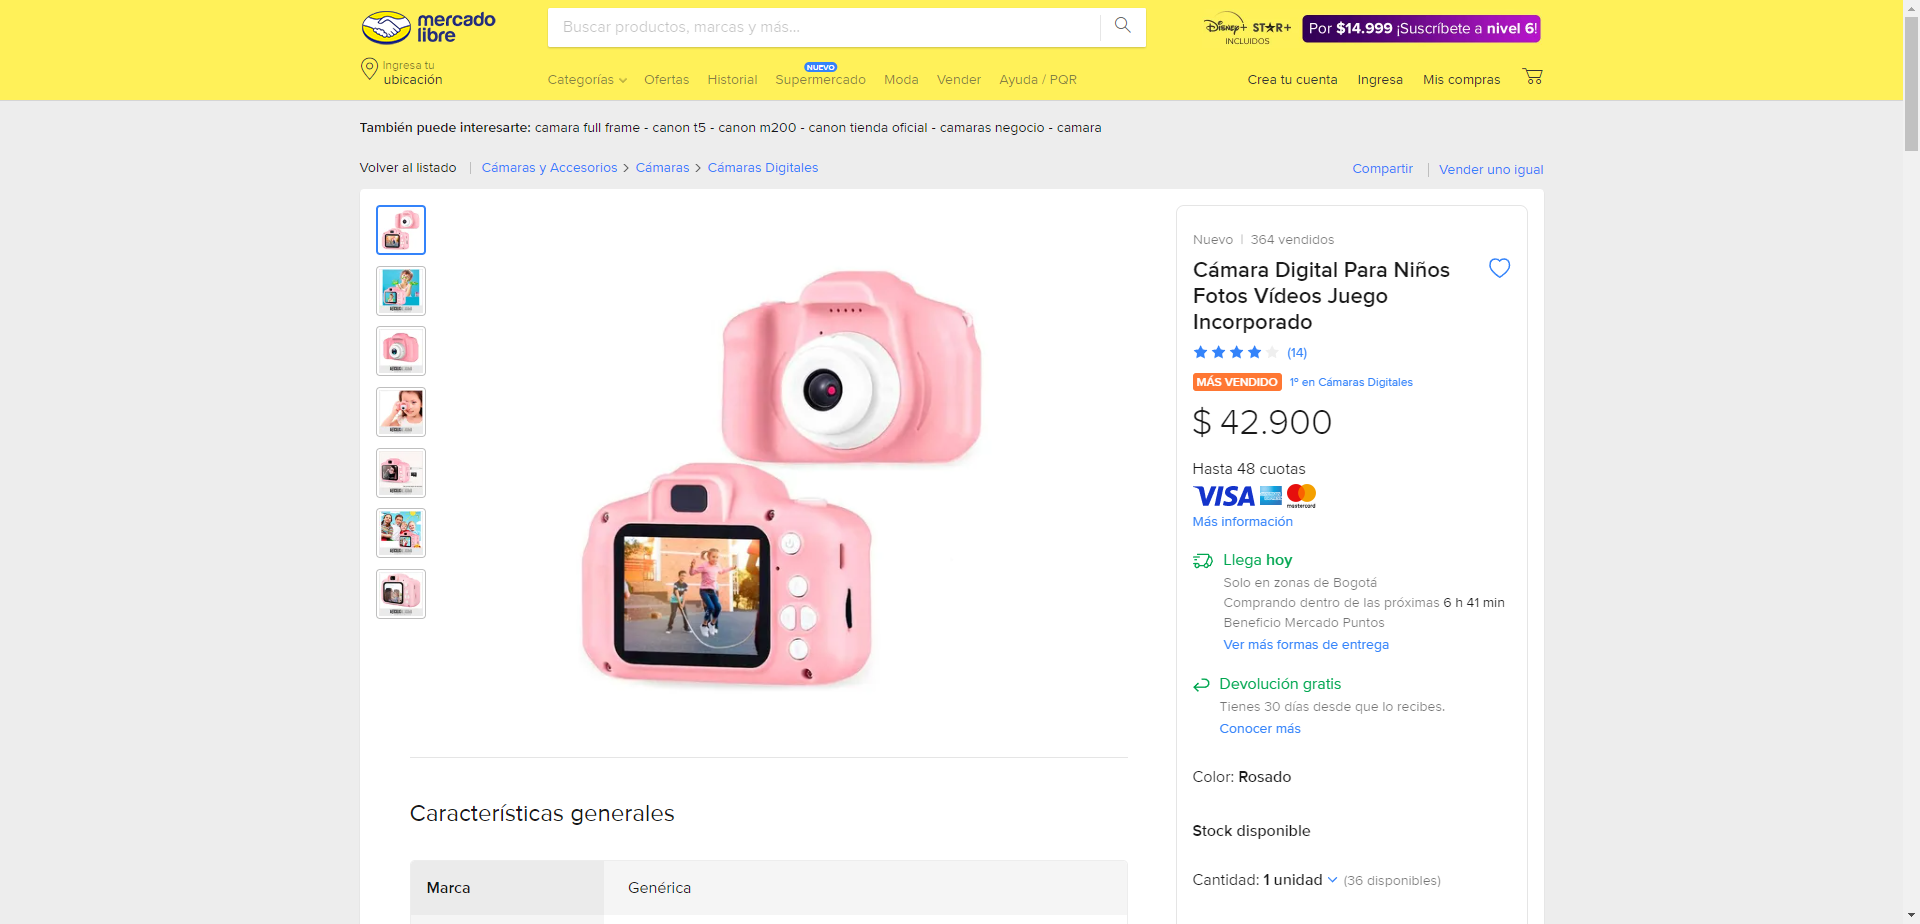 mercado
libre
Buscar productos, marcas y más...
Disney+ STAR+
INCLUIDOS
Por $14.999 ¡Suscríbete a nivel 6!
Ingresa tu
ubicación
Categorías
Ofertas
Historial
NUEVO
Supermercado
Moda
Vender
Ayuda / PQR
Crea tu cuenta
Ingresa
Mis compras
También puede interesarte: camara full frame - canon t5 - canon m200 - canon tienda oficial - camaras negocio - camara
Volver al listado | Cámaras y Accesorios > Cámaras > Cámaras Digitales
Compartir | Vender uno igual
Nuevo | 364 vendidos
Cámara Digital Para Niños
Fotos Vídeos Juego
Incorporado
(14)
MÁS VENDIDO 1º en Cámaras Digitales
$ 42.900
Hasta 48 cuotas
VISA
mastercard
Más información
Llega hoy
Solo en zonas de Bogotá
Comprando dentro de las próximas 6 h 41 min
Beneficio Mercado Puntos
Ver más formas de entrega
Devolución gratis
Tienes 30 días desde que lo recibes.
Conocer más
Color: Rosado
Stock disponible
Cantidad: 1 unidad (36 disponibles)
Características generales
Marca
Genérica